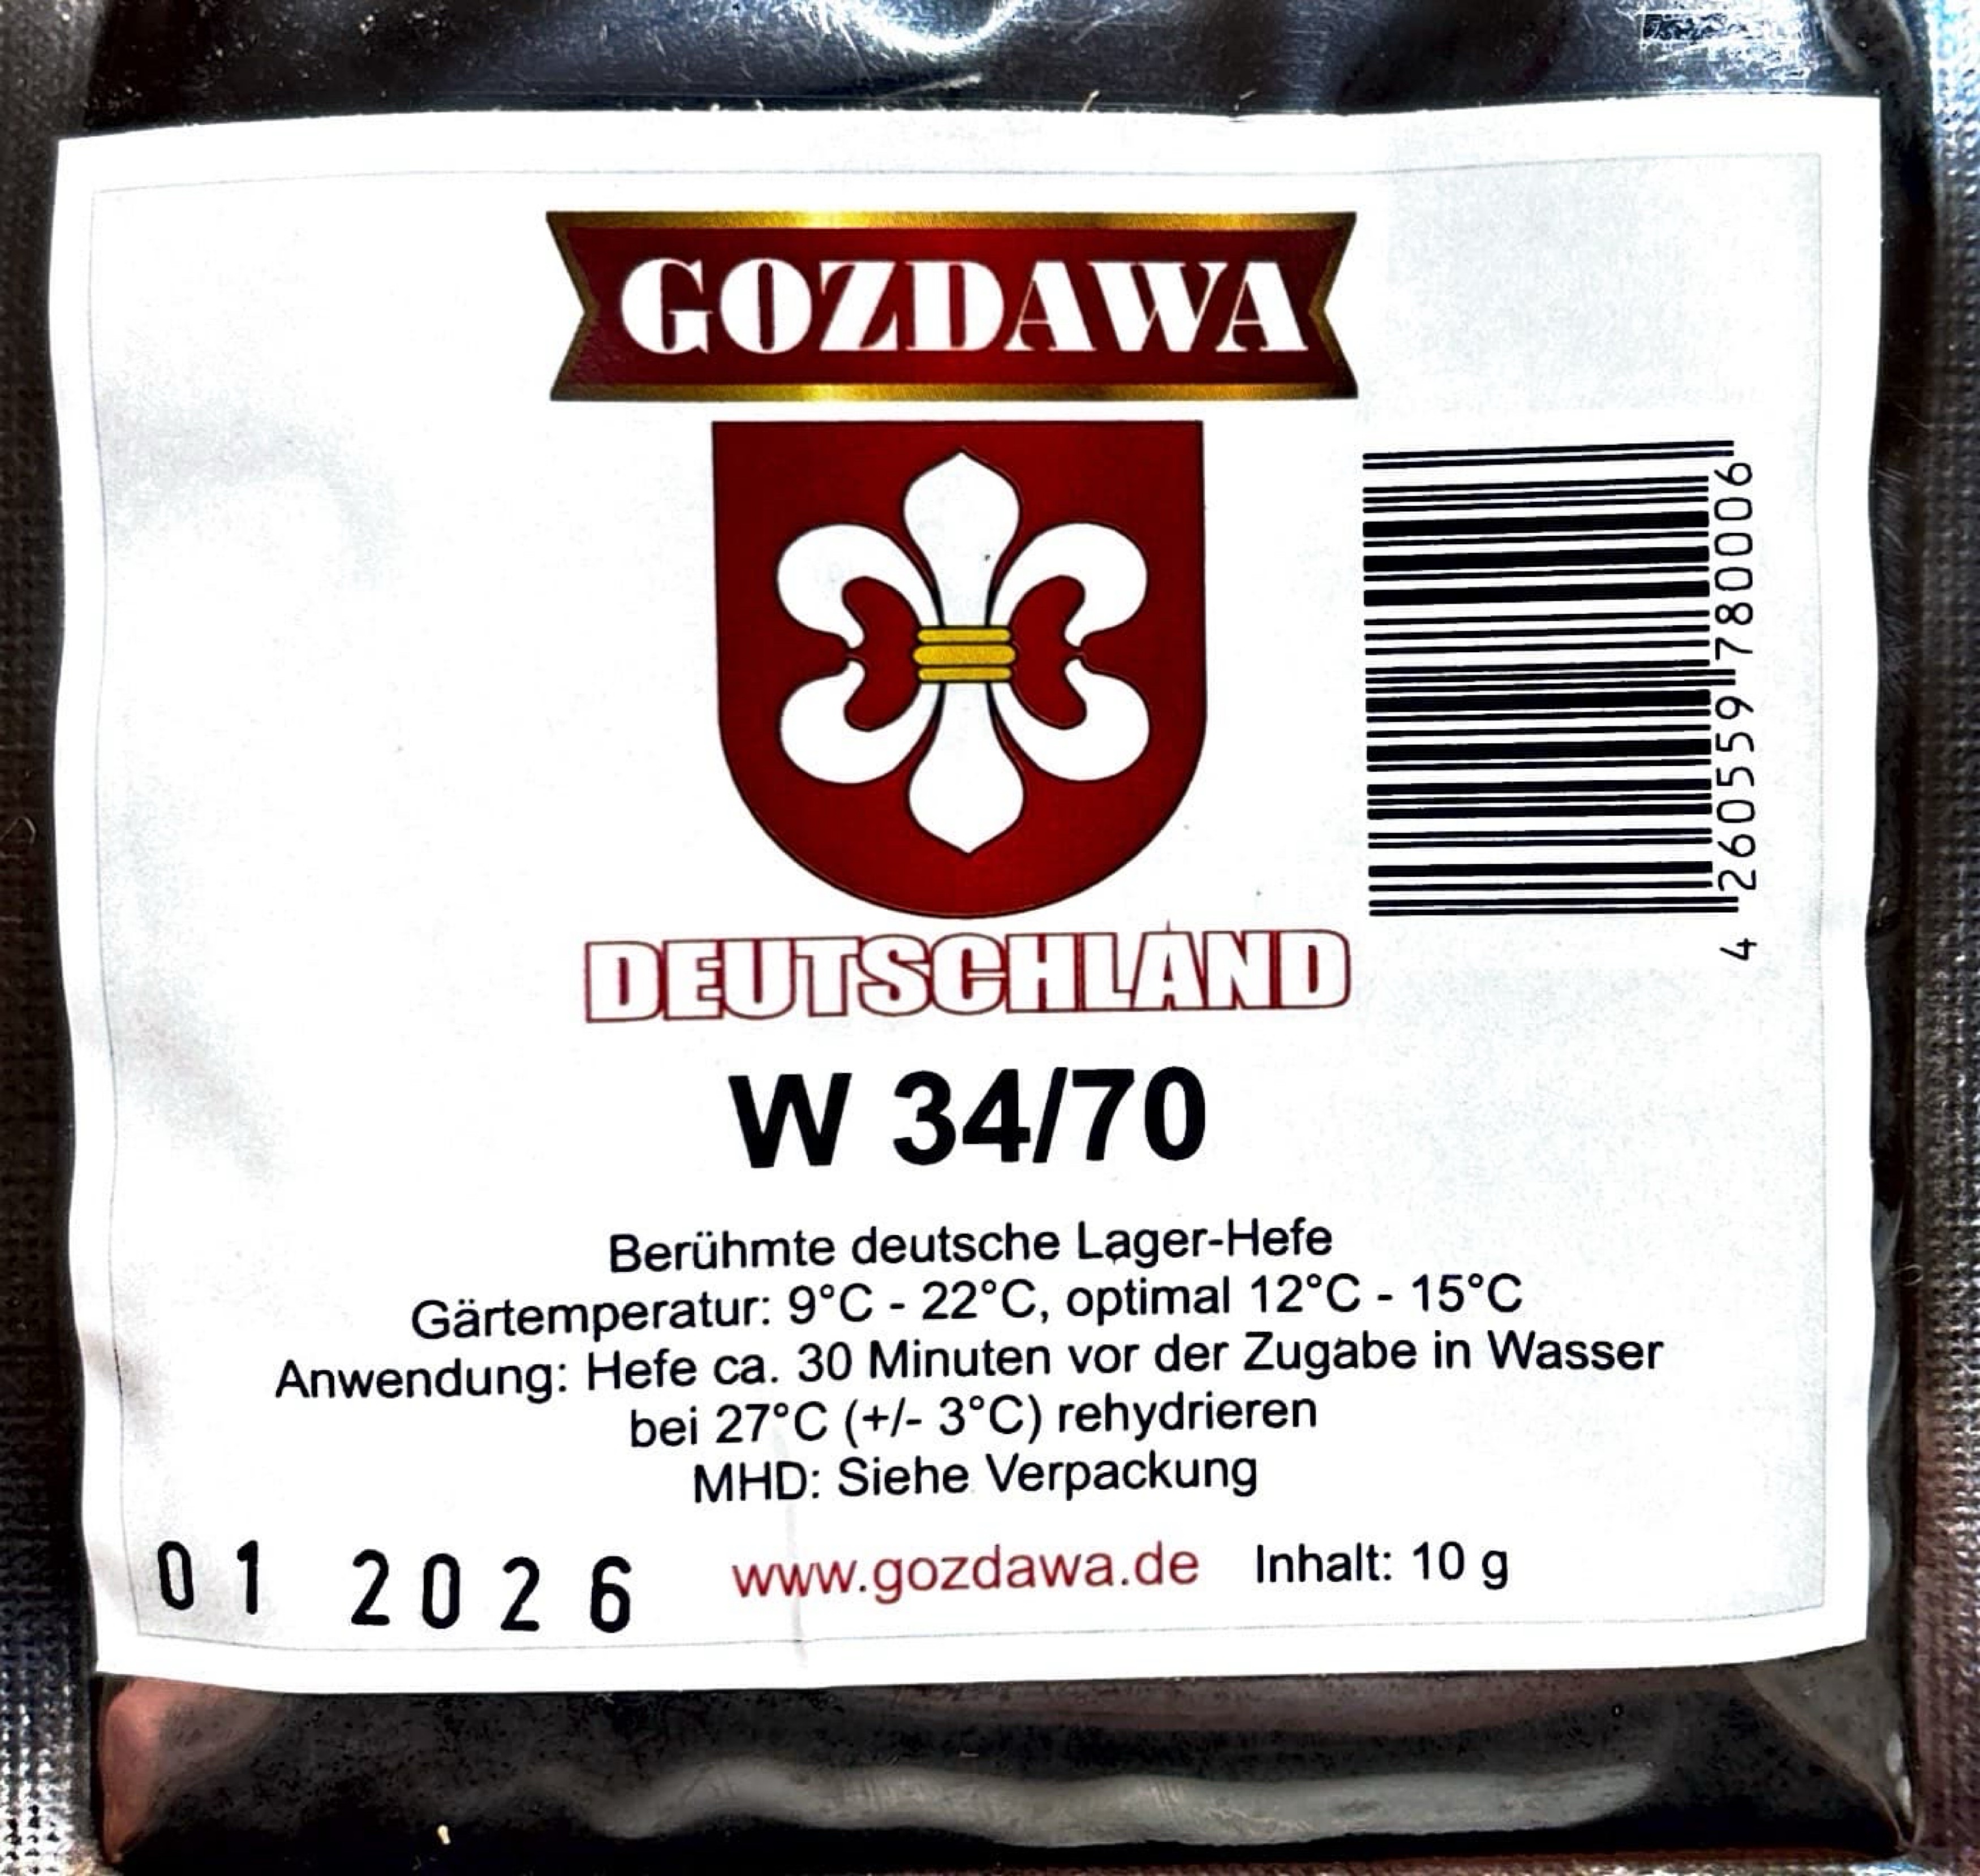 GOZDAWA
DEUTSCHLAND
4 260559 780006
W 34/70
Berühmte deutsche Lager-Hefe
Gärtemperatur: 9°C - 22°C, optimal 12°C - 15°C
Anwendung: Hefe ca. 30 Minuten vor der Zugabe in Wasser
bei 27°C (+/- 3°C) rehydrieren
MHD: Siehe Verpackung
01 2026
www.gozdawa.de Inhalt: 10 g